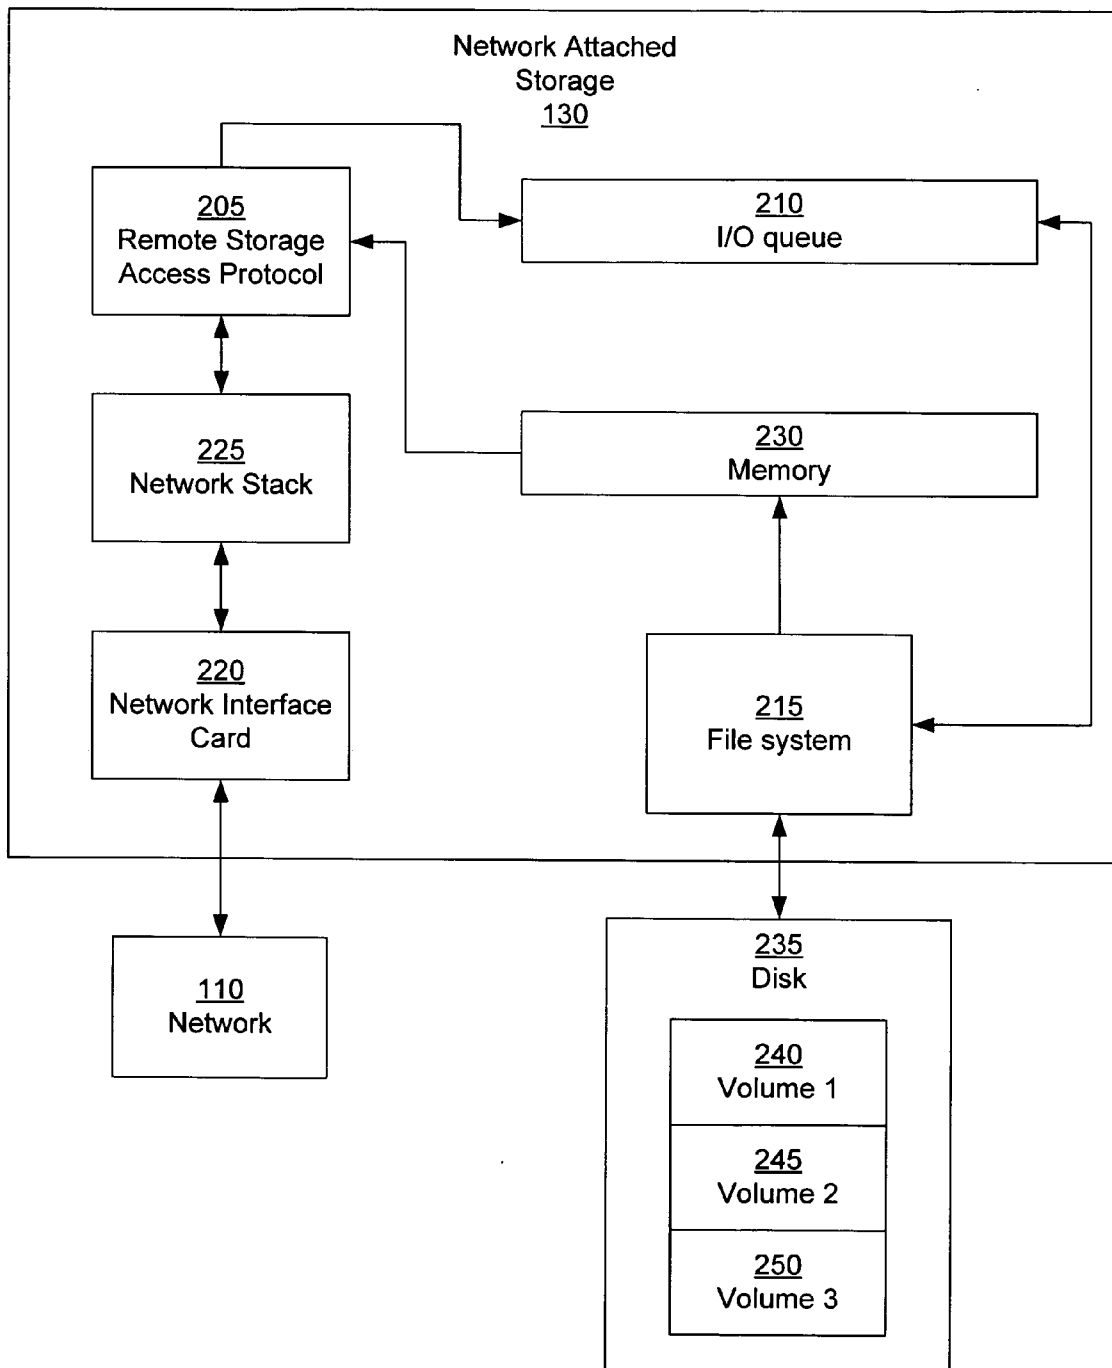 Network Attached
Storage
130
205
Remote Storage
Access Protocol
210
I/O queue
225
Network Stack
230
Memory
220
Network Interface
Card
215
File system
110
Network
235
Disk
240
Volume 1
245
Volume 2
250
Volume 3